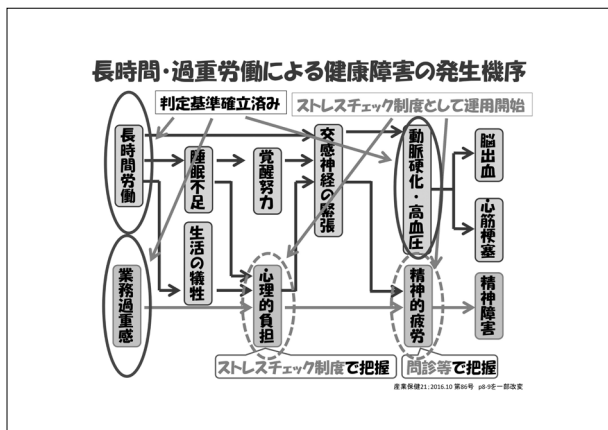 長時間・過重労働による健康障害の発生機序
判定基準確立済み
ストレスチェック制度として運用開始
長時間労働
睡眠不足
覚醒努力
交感神経の緊張
動脈硬化・高血圧
脳出血
心筋梗塞
生活の犠牲
業務過重感
心理的負担
精神的疲労
精神障害
ストレスチェック制度で把握
問診等で把握
産業保健21;2016.10 第86号 p8-9を一部改変